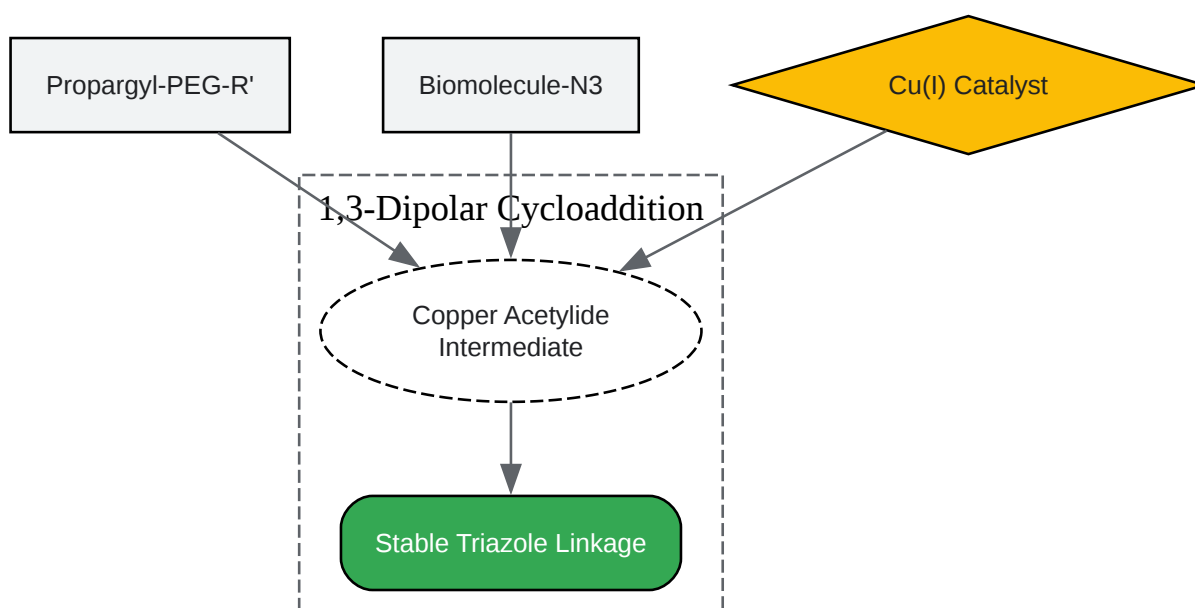 Propargyl-PEG-R'
Biomolecule-N3
Cu(I) Catalyst
1,3-Dipolar Cycloaddition
Copper Acetylide
Intermediate
Stable Triazole Linkage